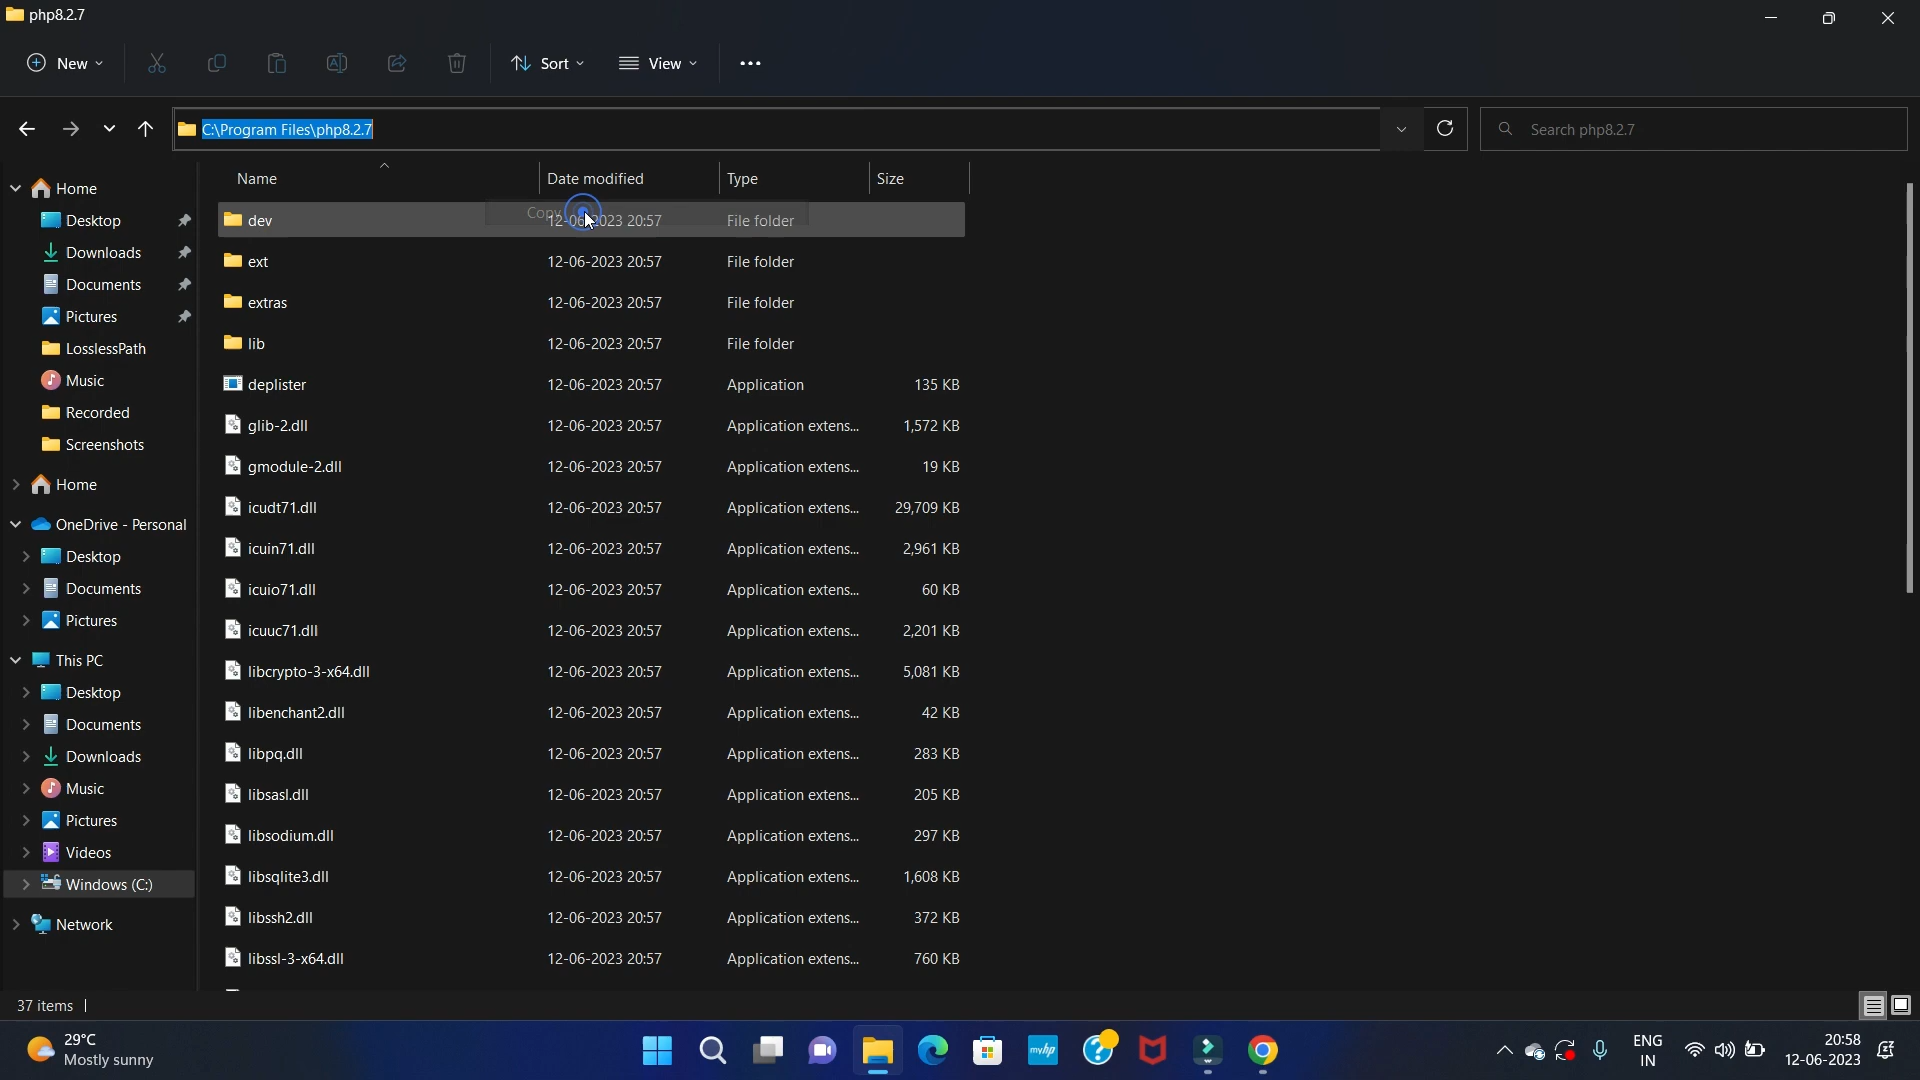 php8.2.7
New
Sort
View
C:\Program Files\php8.2.7
Search php8.2.7
Name Date modified Type Size
Home
Desktop
Downloads
Documents
Pictures
LosslessPath
Music
Recorded
Screenshots
Home
OneDrive - Personal
Desktop
Documents
Pictures
This PC
Desktop
Documents
Downloads
Music
Pictures
Videos
Windows (C:)
Network
Copy
dev 12-06-2023 20:57 File folder
ext 12-06-2023 20:57 File folder
extras 12-06-2023 20:57 File folder
lib 12-06-2023 20:57 File folder
deplister 12-06-2023 20:57 Application 135 KB
glib-2.dll 12-06-2023 20:57 Application extens... 1,572 KB
gmodule-2.dll 12-06-2023 20:57 Application extens... 19 KB
icudt71.dll 12-06-2023 20:57 Application extens... 29,709 KB
icuin71.dll 12-06-2023 20:57 Application extens... 2,961 KB
icuio71.dll 12-06-2023 20:57 Application extens... 60 KB
icuuc71.dll 12-06-2023 20:57 Application extens... 2,201 KB
libcrypto-3-x64.dll 12-06-2023 20:57 Application extens... 5,081 KB
libenchant2.dll 12-06-2023 20:57 Application extens... 42 KB
libpq.dll 12-06-2023 20:57 Application extens... 283 KB
libsasl.dll 12-06-2023 20:57 Application extens... 205 KB
libsodium.dll 12-06-2023 20:57 Application extens... 297 KB
libsqlite3.dll 12-06-2023 20:57 Application extens... 1,608 KB
libssh2.dll 12-06-2023 20:57 Application extens... 372 KB
libssl-3-x64.dll 12-06-2023 20:57 Application extens... 760 KB
37 items
29°C
Mostly sunny
myhp
ENG
IN
20:58
12-06-2023